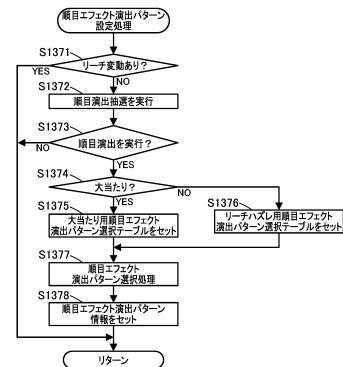 順目エフェクト演出パターン
設定処理
S1371
リーチ変動あり?
YES
NO
S1372
順目演出抽選を実行
S1373
順目演出を実行?
NO
YES
S1374
大当たり?
NO
YES
S1375
大当たり用順目エフェクト
演出パターン選択テーブルをセット
S1376
リーチハズレ用順目エフェクト
演出パターン選択テーブルをセット
S1377
順目エフェクト
演出パターン選択処理
S1378
順目エフェクト演出パターン
情報をセット
リターン